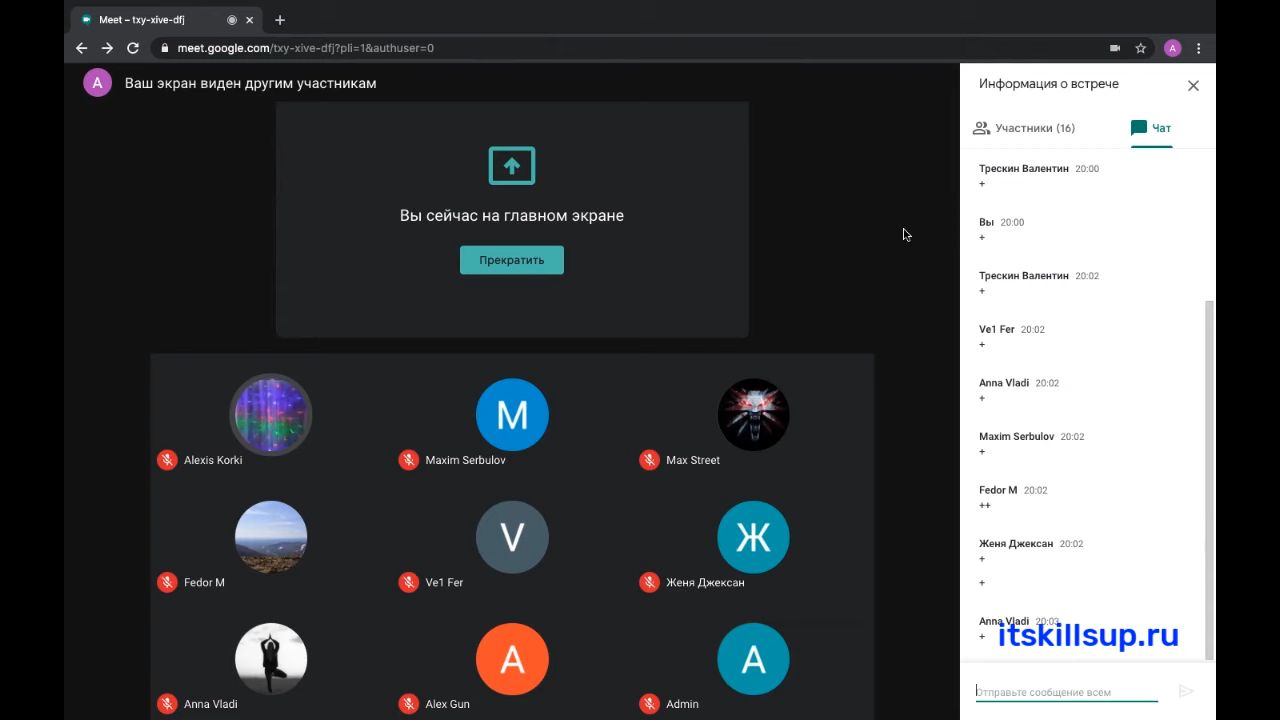 Meet – txy-xive-dfj
meet.google.com/txy-xive-dfj?pli=1&authuser=0
A
A
Ваш экран виден другим участникам
Вы сейчас на главном экране
Прекратить
Alexis Korki
M
Maxim Serbulov
Max Street
Fedor M
V
Ve1 Fer
Ж
Женя Джексан
Anna Vladi
A
Alex Gun
A
Admin
Информация о встрече
Участники (16)
Чат
Трескин Валентин 20:00
+
Вы 20:00
+
Трескин Валентин 20:02
+
Ve1 Fer 20:02
+
Anna Vladi 20:02
+
Maxim Serbulov 20:02
+
Fedor M 20:02
++
Женя Джексан 20:02
+
+
Anna Vladi 20:03
+
itskillsup.ru
Отправьте сообщение всем